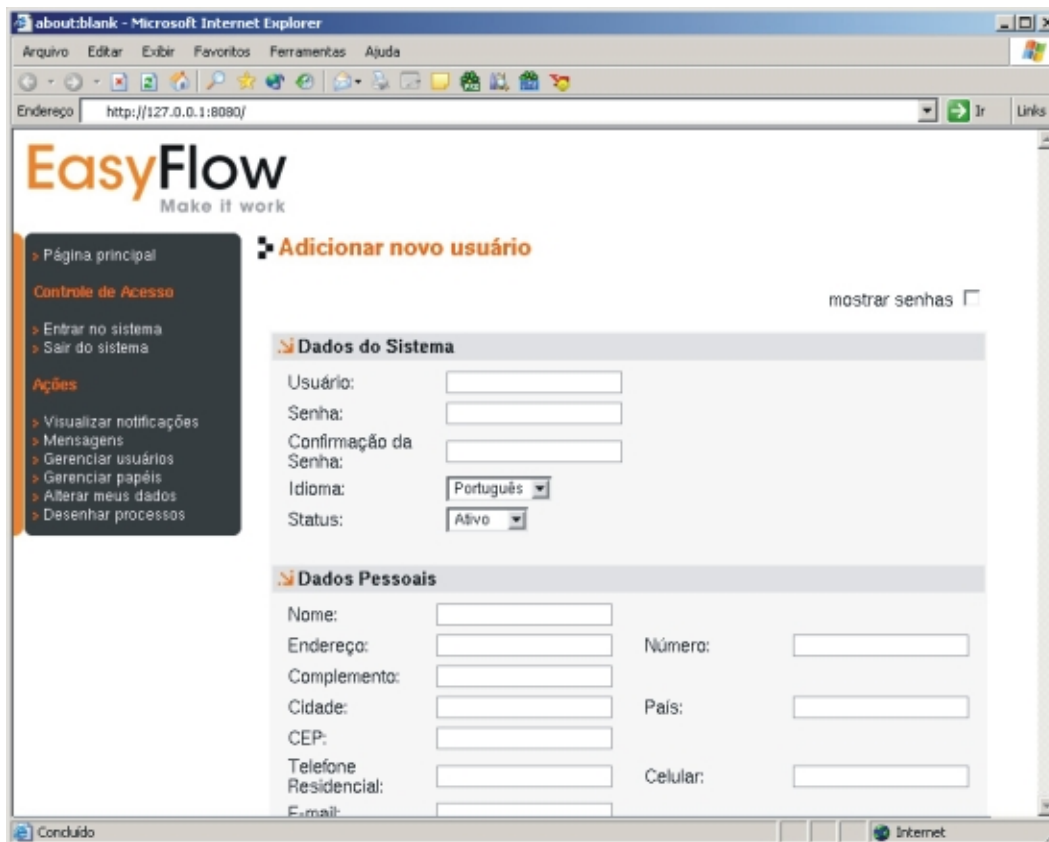 about:blank - Microsoft Internet Explorer
Arquivo Editar Exibir Favoritos Ferramentas Ajuda
Endereço http://127.0.0.1:8080/ Ir Links
EasyFlow
Make it work
Página principal
Controle de Acesso
Entrar no sistema
Sair do sistema
Ações
Visualizar notificações
Mensagens
Gerenciar usuários
Gerenciar papéis
Alterar meus dados
Desenhar processos
Adicionar novo usuário
mostrar senhas
Dados do Sistema
Usuário:
Senha:
Confirmação da
Senha:
Idioma: Português
Status: Ativo
Dados Pessoais
Nome:
Endereço: Número:
Complemento:
Cidade: País:
CEP:
Telefone
Residencial: Celular:
E-mail:
Concluído Internet